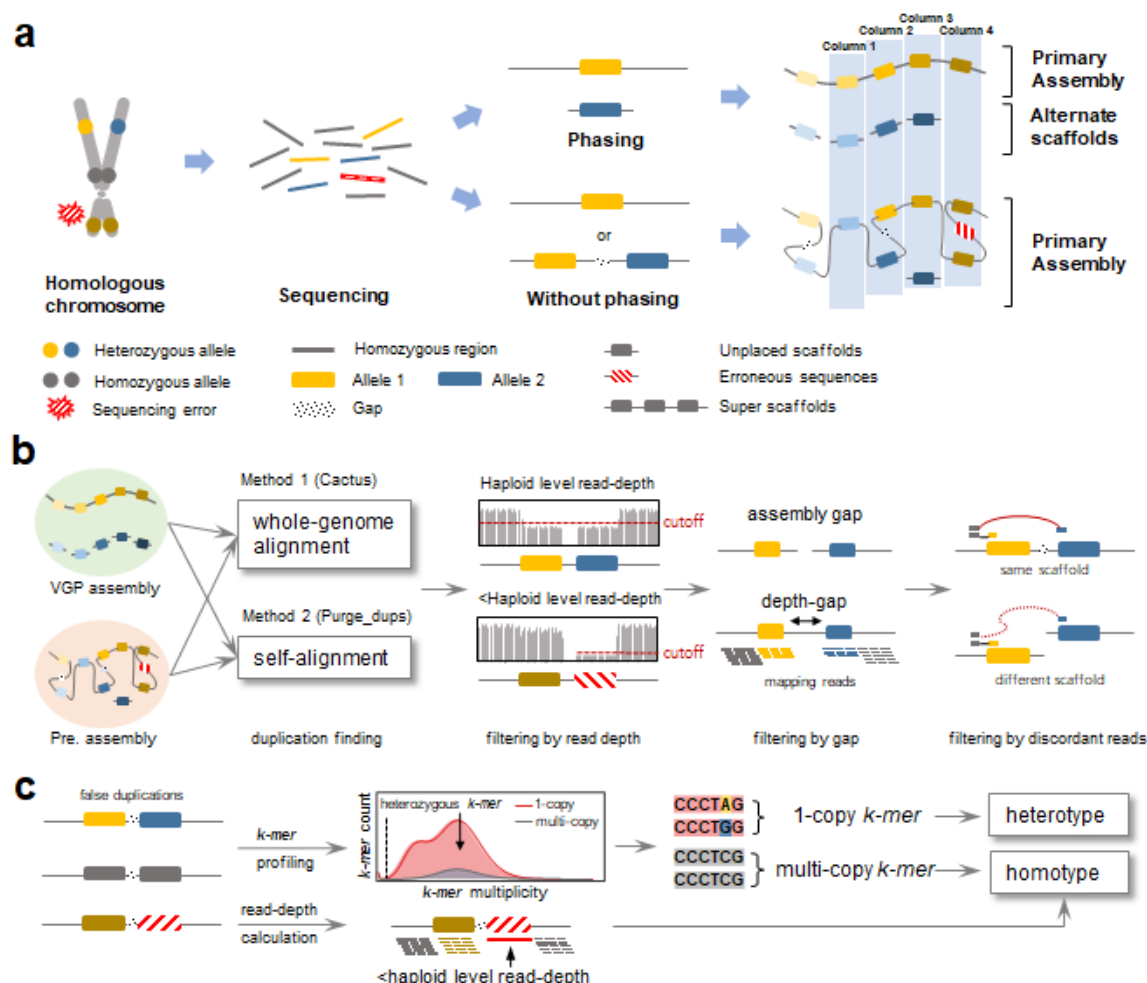 a
Column 1
Column 2
Column 3
Column 4
Primary
Assembly
Alternate
scaffolds
Primary
Assembly
Phasing
or
Without phasing
Homologous
chromosome
Sequencing
Heterozygous allele
Homozygous allele
Sequencing error
Homozygous region
Allele 1
Allele 2
Gap
Unplaced scaffolds
Erroneous sequences
Super scaffolds
b
VGP assembly
Pre. assembly
Method 1 (Cactus)
whole-genome
alignment
Method 2 (Purge_dups)
self-alignment
duplication finding
Haploid level read-depth
cutoff
<Haploid level read-depth
cutoff
filtering by read depth
assembly gap
depth-gap
mapping reads
filtering by gap
same scaffold
different scaffold
filtering by discordant reads
c
false duplications
k-mer
profiling
read-depth
calculation
k-mer count
heterozygous k-mer
1-copy
multi-copy
k-mer multiplicity
<haploid level read-depth
CCCTAG
CCCTGG
1-copy k-mer
CCCTCG
CCCTCG
multi-copy k-mer
heterotype
homotype